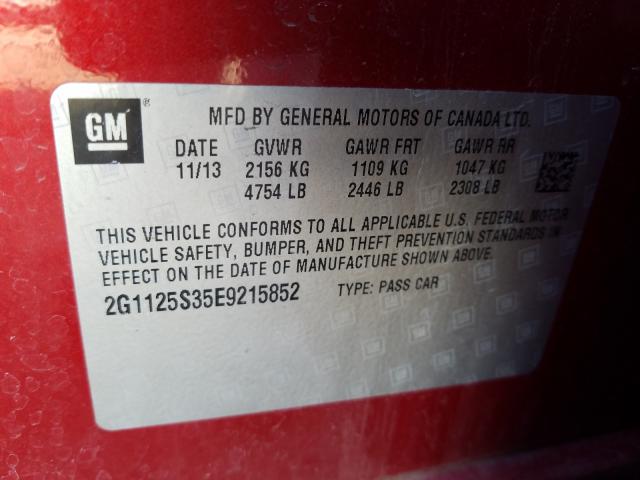 GM ®
MFD BY GENERAL MOTORS OF CANADA LTD.
DATE GVWR GAWR FRT GAWR RR
11/13 2156 KG 1109 KG 1047 KG
4754 LB 2446 LB 2308 LB
THIS VEHICLE CONFORMS TO ALL APPLICABLE U.S. FEDERAL MOTOR
VEHICLE SAFETY, BUMPER, AND THEFT PREVENTION STANDARDS IN
EFFECT ON THE DATE OF MANUFACTURE SHOWN ABOVE.
2G1125S35E9215852 TYPE: PASS CAR